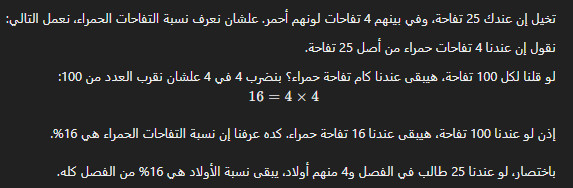 تخيل إن عندك 25 تفاحة، وفي بينهم 4 تفاحات لونهم أحمر. علشان نعرف نسبة التفاحات الحمراء، نعمل التالي:
نقول إن عندنا 4 تفاحات حمراء من أصل 25 تفاحة.
لو قلنا لكل 100 تفاحة، هيبقى عندنا كام تفاحة حمراء؟ بنضرب 4 في 4 علشان نقرب العدد من 100:
16 = 4 × 4
إذن لو عندنا 100 تفاحة، هيبقى عندنا 16 تفاحة حمراء. كده عرفنا إن نسبة التفاحات الحمراء هي 16%.
باختصار، لو عندنا 25 طالب في الفصل و4 منهم أولاد، يبقى نسبة الأولاد هي 16% من الفصل كله.